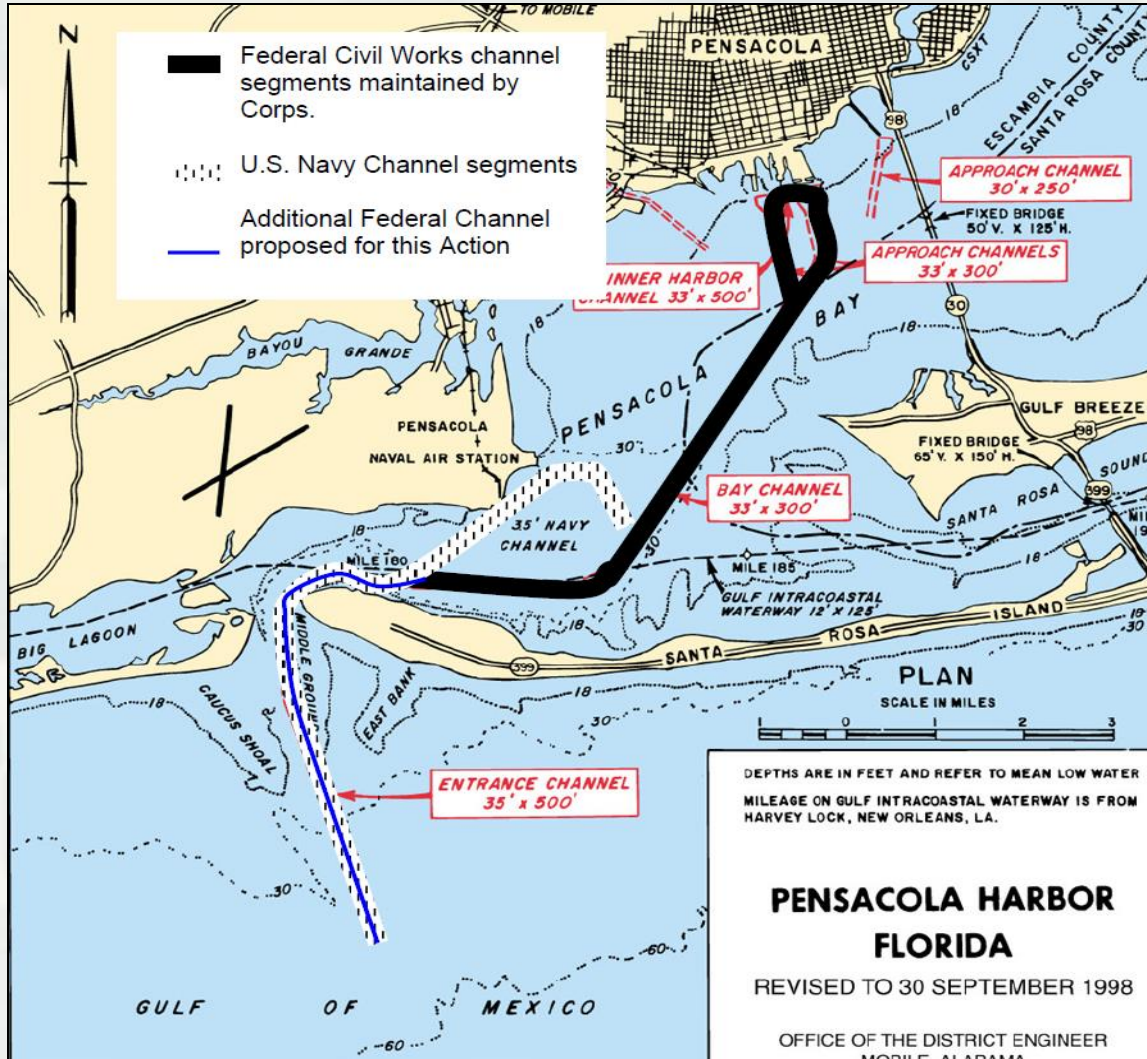 TO MOBILE
N
Federal Civil Works channel
segments maintained by
Corps.
U.S. Navy Channel segments
Additional Federal Channel
proposed for this Action
PENSACOLA
CSXT
ESCAMBIA COUNTY
SANTA ROSA COUNTY
98
18
APPROACH CHANNEL
30' x 250'
FIXED BRIDGE
50' V. X 125' H.
APPROACH CHANNELS
33' x 300'
INNER HARBOR
CHANNEL 33' x 500'
30
18
18
BAYOU GRANDE
PENSACOLA BAY
PENSACOLA
NAVAL AIR STATION
30
GULF BREEZE
98
FIXED BRIDGE
65' V. X 150' H.
399
SANTA ROSA SOUND
BAY CHANNEL
33' x 300'
35' NAVY
CHANNEL
30
18
MILE 180
MILE 185
18
GULF INTRACOASTAL
WATERWAY 12' X 125'
18
BIG LAGOON
MIDDLE
SANTA ROSA ISLAND
399
30
18
CAUCUS SHOAL
EAST BANK
18
30
PLAN
SCALE IN MILES
1 0 1 2 3
ENTRANCE CHANNEL
35' x 500'
DEPTHS ARE IN FEET AND REFER TO MEAN LOW WATER
MILEAGE ON GULF INTRACOASTAL WATERWAY IS FROM
HARVEY LOCK, NEW ORLEANS, LA.
30
PENSACOLA HARBOR
FLORIDA
60
REVISED TO 30 SEPTEMBER 1998
GULF OF MEXICO
OFFICE OF THE DISTRICT ENGINEER
MOBILE, ALABAMA
60